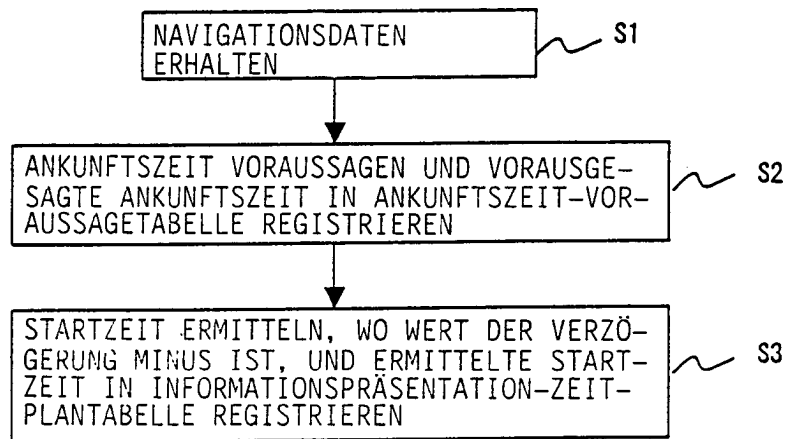 NAVIGATIONSDATEN
ERHALTEN
S1
ANKUNFTSZEIT VORAUSSAGEN UND VORAUSGE–
SAGTE ANKUNFTSZEIT IN ANKUNFTSZEIT–VOR–
AUSSAGETABELLE REGISTRIEREN
S2
STARTZEIT ERMITTELN, WO WERT DER VERZÖ–
GERUNG MINUS IST, UND ERMITTELTE START–
ZEIT IN INFORMATIONSPRÄSENTATION–ZEIT–
PLANTABELLE REGISTRIEREN
S3